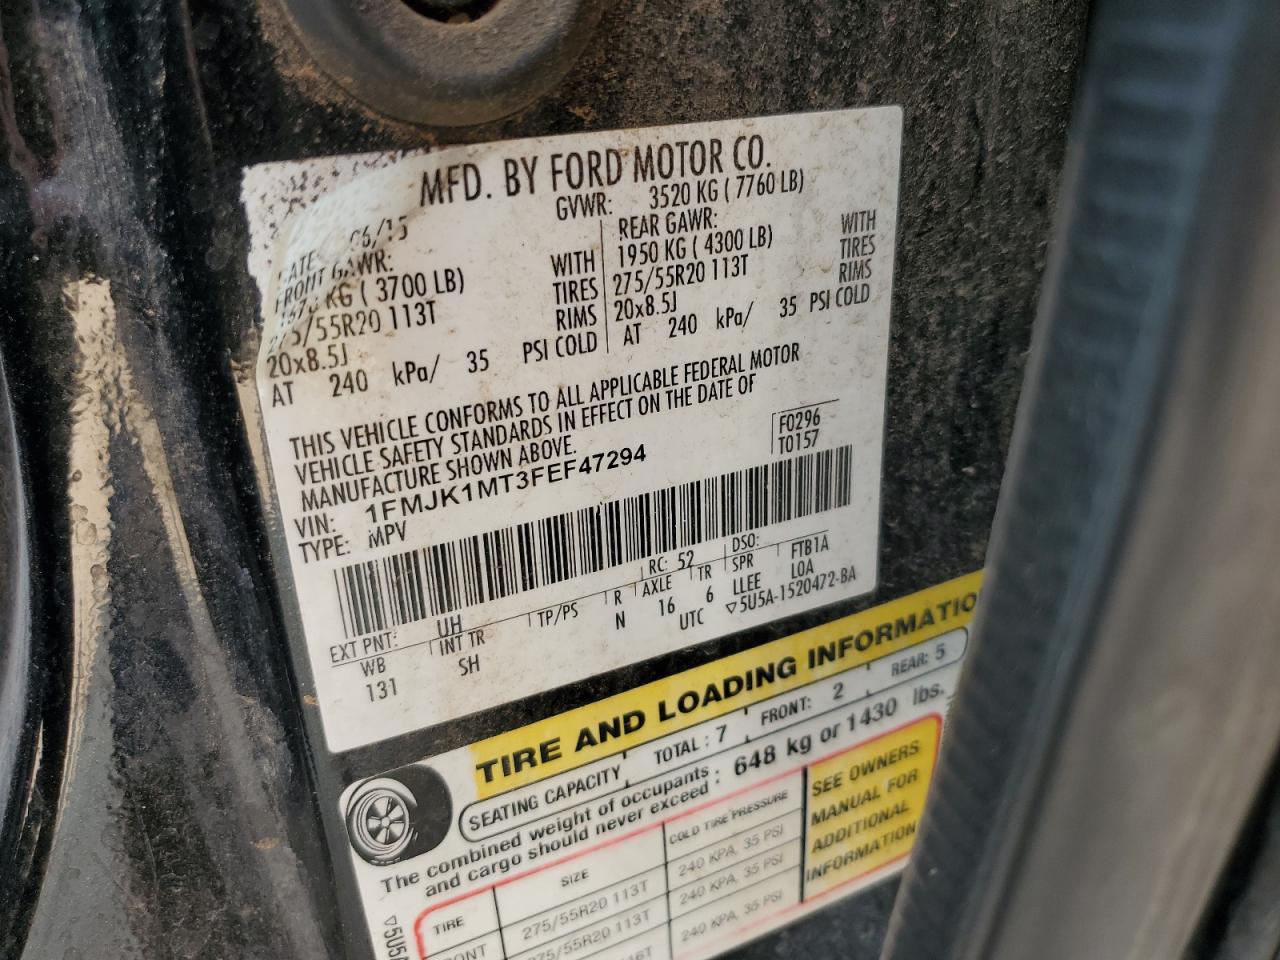 MFD. BY FORD MOTOR CO.
06/15 GVWR: 3520 KG ( 7760 LB)
FRONT GAWR: REAR GAWR:
KG ( 3700 LB) WITH 1950 KG ( 4300 LB) WITH
275/55R20 113T TIRES 275/55R20 113T TIRES
20x8.5J RIMS 20x8.5J RIMS
AT 240 kPa/ 35 PSI COLD AT 240 kPa/ 35 PSI COLD
THIS VEHICLE CONFORMS TO ALL APPLICABLE FEDERAL MOTOR
VEHICLE SAFETY STANDARDS IN EFFECT ON THE DATE OF
MANUFACTURE SHOWN ABOVE.
F0296
VIN: 1FMJK1MT3FEF47294 T0157
TYPE: MPV
EXT PNT: UH RC: 52 DSO:
WB INT TR TP/PS R AXLE TR SPR FTB1A
131 SH N 16 6 LLEE LOA
UTC ▽5U5A-1520472-BA
TIRE AND LOADING INFORMATIO
SEATING CAPACITY TOTAL : 7 FRONT: 2 REAR: 5
The combined weight of occupants
and cargo should never exceed : 648 kg or 1430 lbs.
TIRE SIZE COLD TIRE PRESSURE
275/55R20 113T 240 KPA, 35 PSI
275/55R20 113T 240 KPA, 35 PSI
240 KPA, 35 PSI
SEE OWNERS
MANUAL FOR
ADDITIONAL
INFORMATION